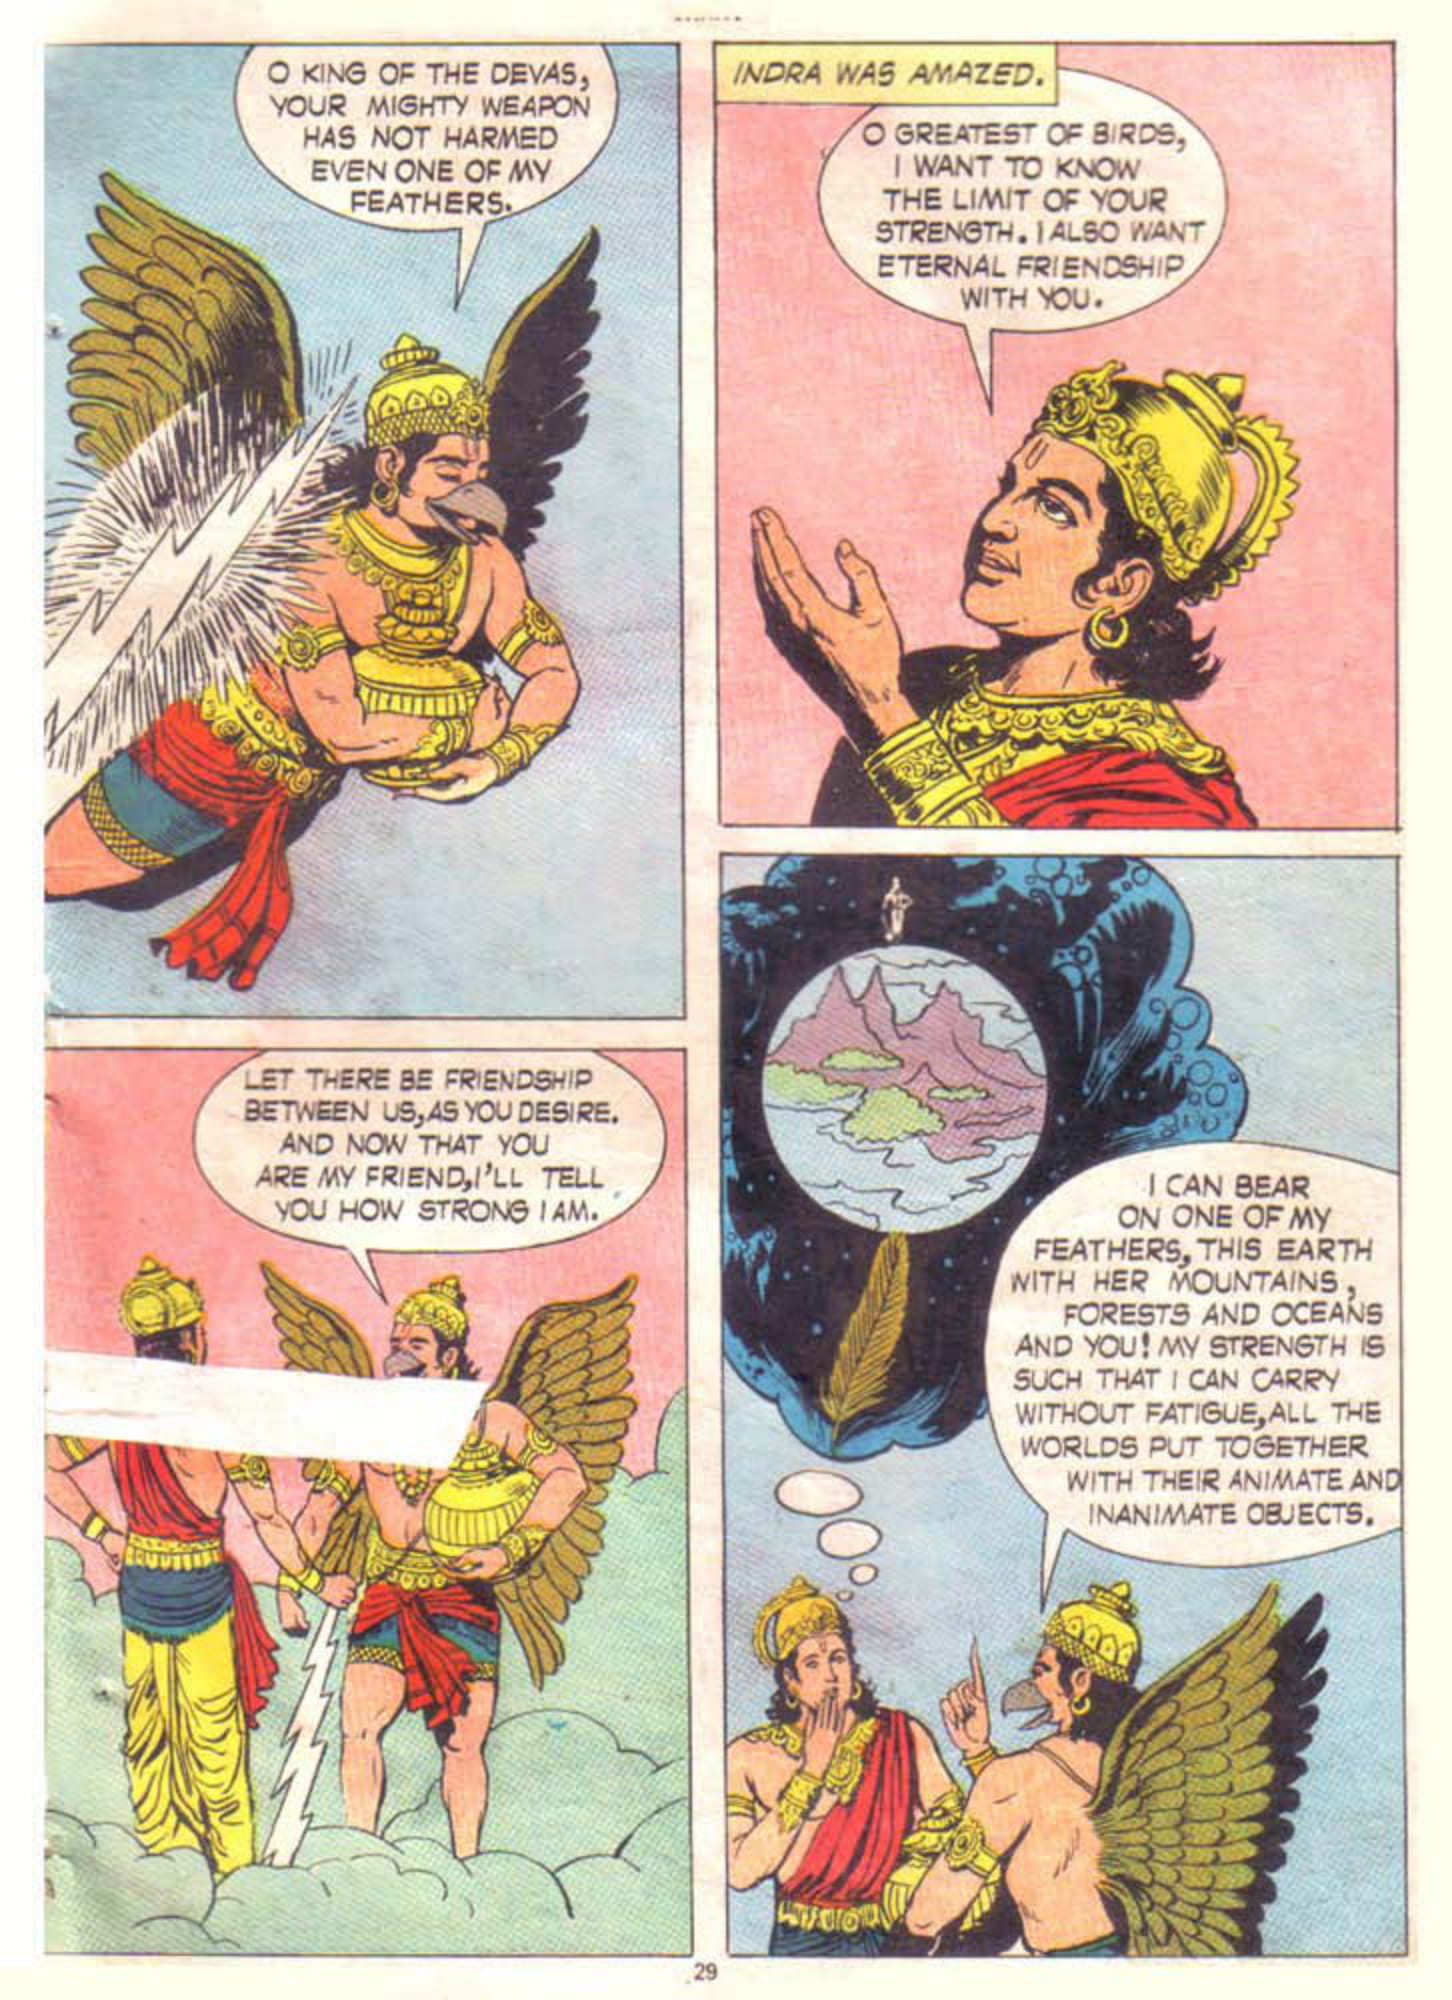 O KING OF THE DEVAS,
YOUR MIGHTY WEAPON
HAS NOT HARMED
EVEN ONE OF MY
FEATHERS.
INDRA WAS AMAZED.
O GREATEST OF BIRDS,
I WANT TO KNOW
THE LIMIT OF YOUR
STRENGTH. I ALSO WANT
ETERNAL FRIENDSHIP
WITH YOU.
LET THERE BE FRIENDSHIP
BETWEEN US, AS YOU DESIRE.
AND NOW THAT YOU
ARE MY FRIEND, I'LL TELL
YOU HOW STRONG I AM.
I CAN BEAR
ON ONE OF MY
FEATHERS, THIS EARTH
WITH HER MOUNTAINS,
FORESTS AND OCEANS
AND YOU! MY STRENGTH IS
SUCH THAT I CAN CARRY
WITHOUT FATIGUE, ALL THE
WORLDS PUT TOGETHER
WITH THEIR ANIMATE AND
INANIMATE OBJECTS.
29